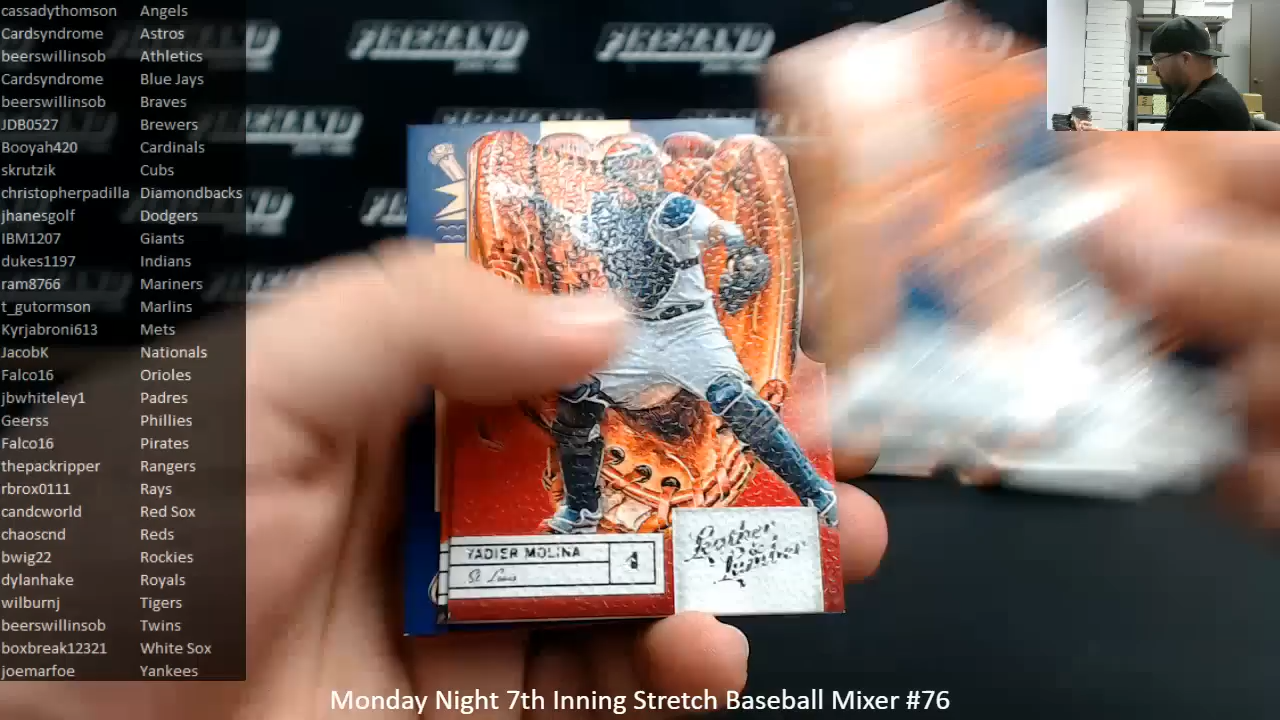 cassadythomson Angels
Cardsyndrome Astros
beerswillinsob Athletics
Cardsyndrome Blue Jays
beerswillinsob Braves
JDB0527 Brewers
Booyah420 Cardinals
skrutzik Cubs
christopherpadilla Diamondbacks
jhanesgolf Dodgers
IBM1207 Giants
dukes1197 Indians
ram8766 Mariners
t_gutormson Marlins
Kyrjabroni613 Mets
JacobK Nationals
Falco16 Orioles
jbwhiteley1 Padres
Geerss Phillies
Falco16 Pirates
thepackripper Rangers
rbrox0111 Rays
candcworld Red Sox
chaoscnd Reds
bwig22 Rockies
dylanhake Royals
wilburnj Tigers
beerswillinsob Twins
boxbreak12321 White Sox
joemarfoe Yankees
FIREHAND FIREHAND
YADIER MOLINA
St. Louis
Leather & Lumber
Monday Night 7th Inning Stretch Baseball Mixer #76